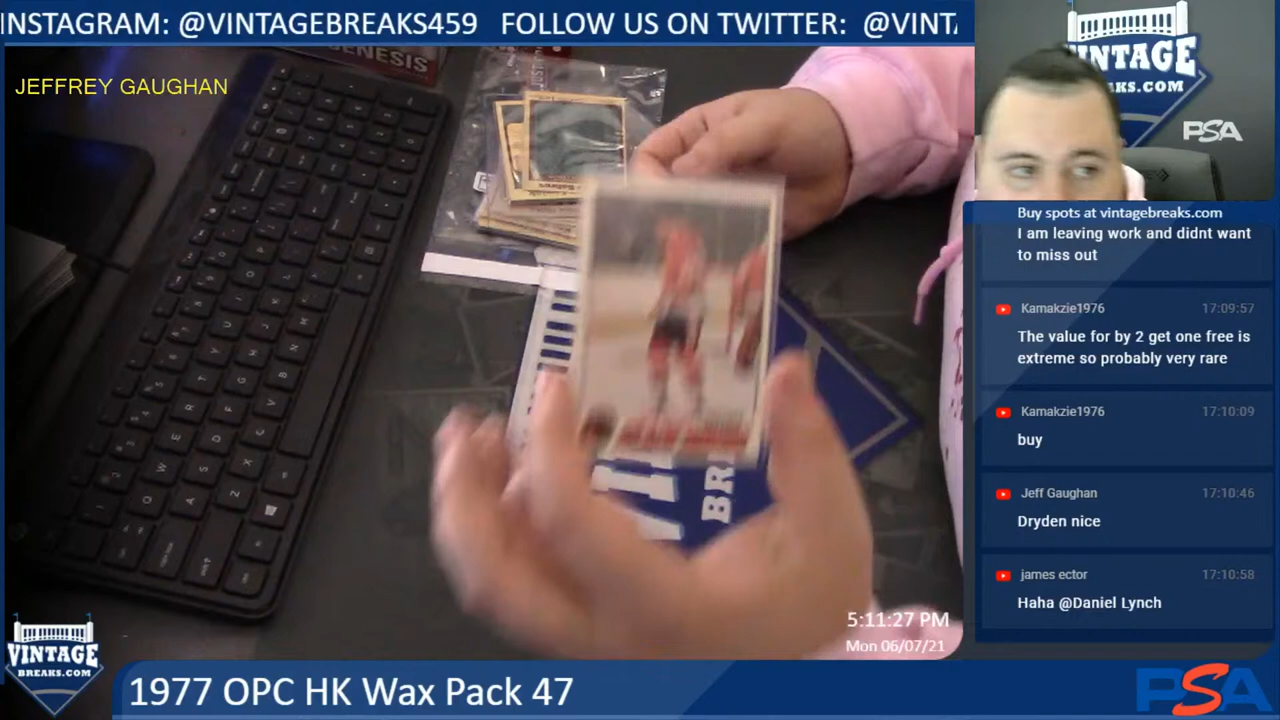 INSTAGRAM: @VINTAGEBREAKS459 FOLLOW US ON TWITTER: @VINTA
JEFFREY GAUGHAN
GENESIS
VINTAGE
BREAKS.COM
PSA
Buy spots at vintagebreaks.com
I am leaving work and didnt want
to miss out
Kamakzie1976 17:09:57
The value for by 2 get one free is
extreme so probably very rare
Kamakzie1976 17:10:09
buy
Jeff Gaughan 17:10:46
Dryden nice
james ector 17:10:58
Haha @Daniel Lynch
BR
5:11:27 PM
Mon 06/07/21
VINTAGE
BREAKS.COM
1977 OPC HK Wax Pack 47
PSA